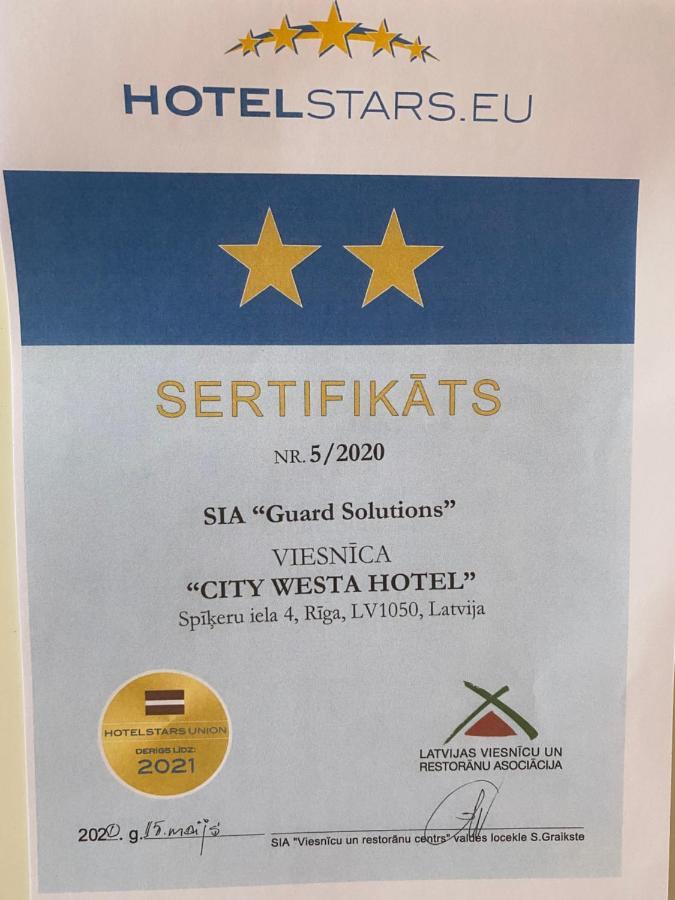 HOTELSTARS.EU
SERTIFIKĀTS
NR. 5/2020
SIA “Guard Solutions”
VIESNĪCA
“CITY WESTA HOTEL”
Spīķeru iela 4, Rīga, LV1050, Latvija
HOTELSTARS UNION
DERĪGS LĪDZ:
2021
LATVIJAS VIESNĪCU UN
RESTORĀNU ASOCIĀCIJA
2020. g. 15. maijs
SIA "Viesnīcu un restorānu centrs" valdes locekle S.Graikste